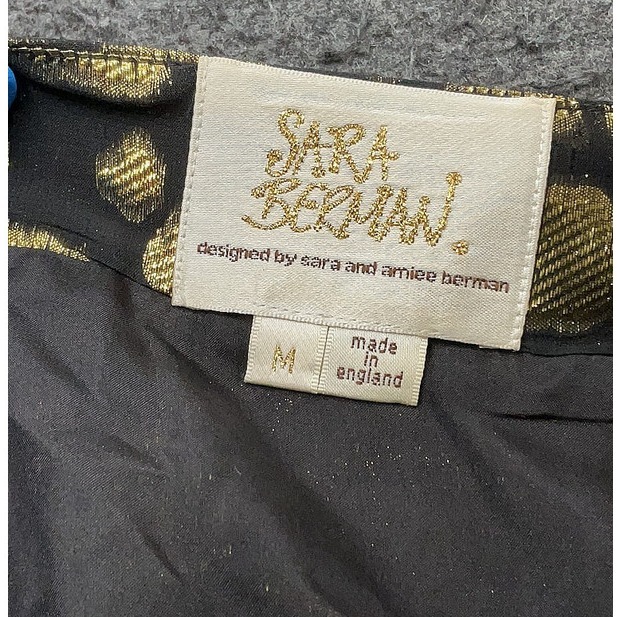 SARA
BERMAN.
designed by sara and amiee berman
M
made
in
england